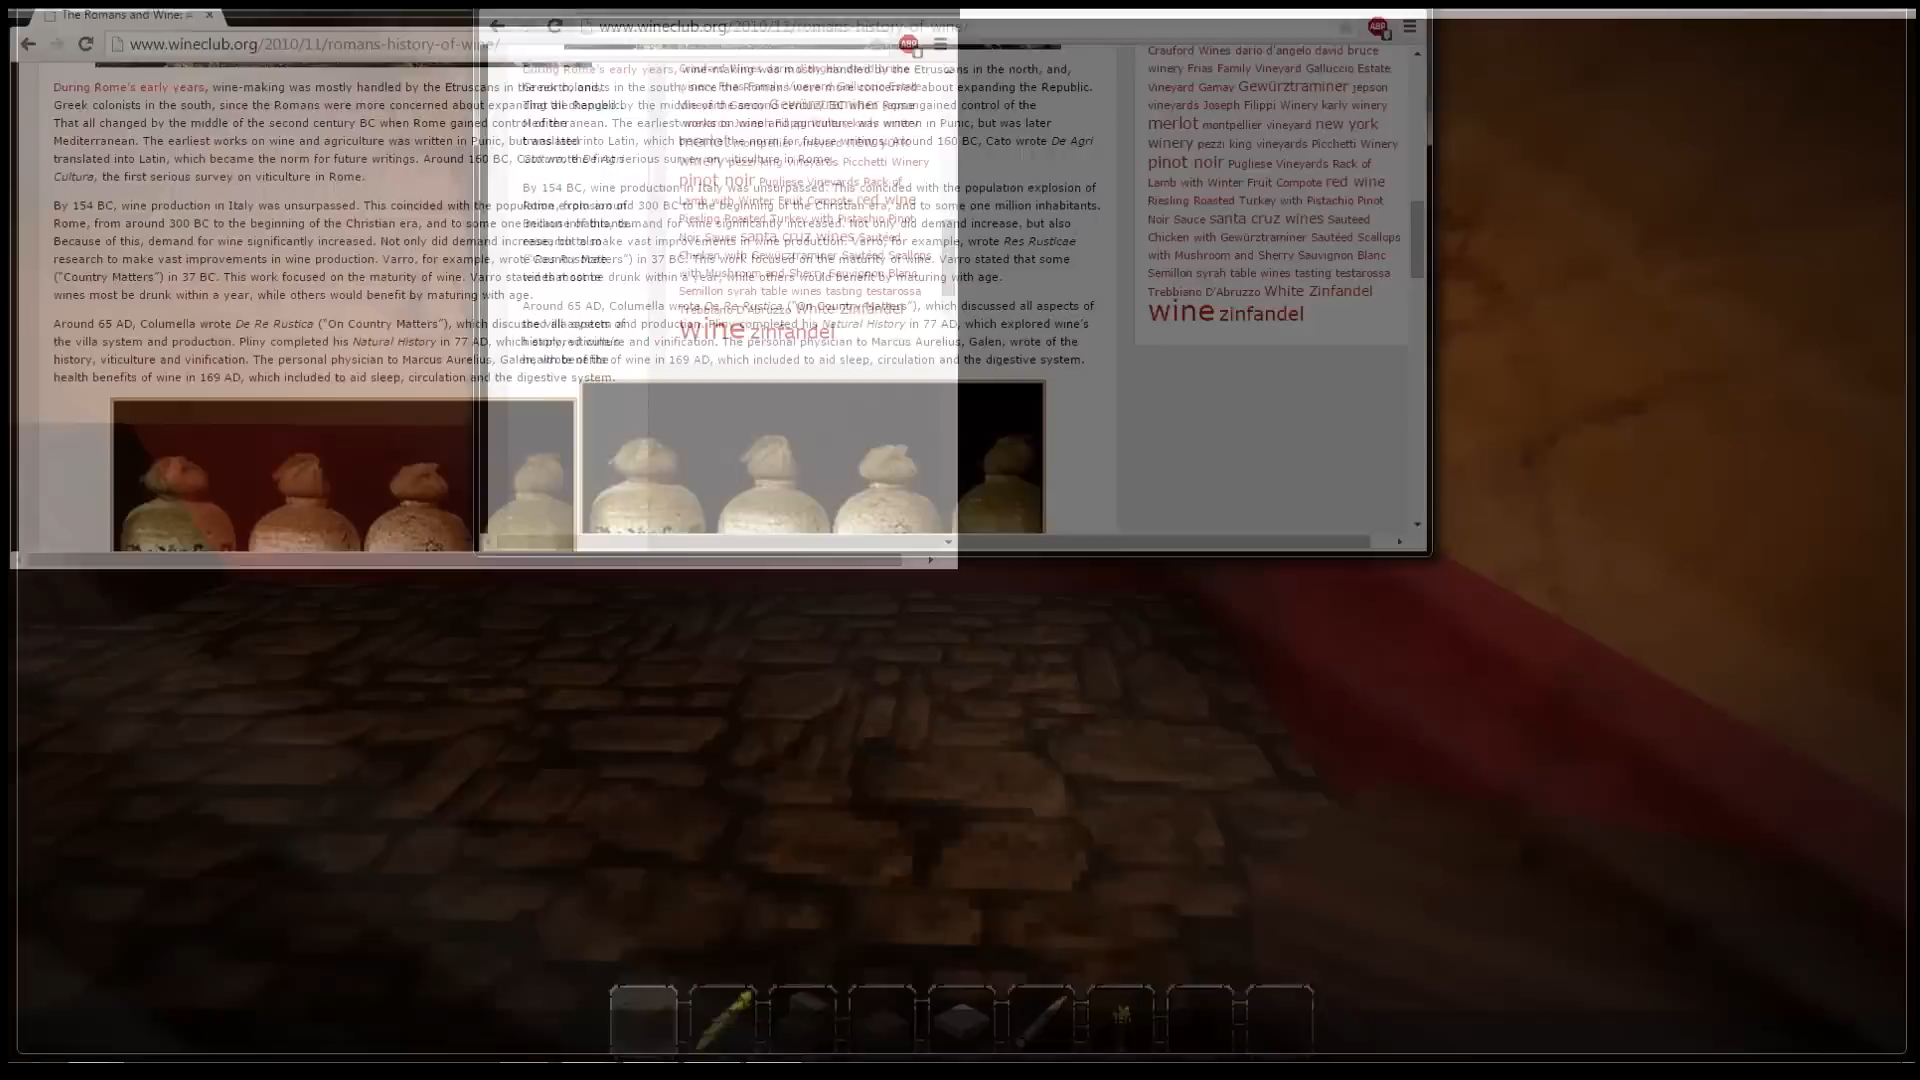 The Romans and Wine:
www.wineclub.org/2010/11/romans-history-of-wine/
During Rome's early years, wine-making was mostly handled by the Etruscans in the north, and,
Greek colonists in the south, since the Romans were more concerned about expanding the Republic.
That all changed by the middle of the second century BC when Rome gained control of the
Mediterranean. The earliest works on wine and agriculture was written in Punic, but was later
translated into Latin, which became the norm for future writings. Around 160 BC, Cato wrote De Agri
Cultura, the first serious survey on viticulture in Rome.
By 154 BC, wine production in Italy was unsurpassed. This coincided with the population explosion of
Rome, from around 300 BC to the beginning of the Christian era, and to some one million inhabitants.
Because of this, demand for wine significantly increased. Not only did demand increase, but also
research to make vast improvements in wine production. Varro, for example, wrote Res Rusticae
("Country Matters") in 37 BC. This work focused on the maturity of wine. Varro stated that some
wines most be drunk within a year, while others would benefit by maturing with age.
Around 65 AD, Columella wrote De Re Rustica ("On Country Matters"), which discussed all aspects of
the villa system and production. Pliny completed his Natural History in 77 AD, which explored wine's
history, viticulture and vinification. The personal physician to Marcus Aurelius, Galen, wrote of the
health benefits of wine in 169 AD, which included to aid sleep, circulation and the digestive system.
www.wineclub.org/2010/11/romans-history-of-wine/
ABP
ABP
Crauford Wines dario d'angelo david bruce
winery Frias Family Vineyard Galluccio Estate
Vineyard Gamay Gewürztraminer jepson
vineyards Joseph Filippi Winery karly winery
merlot montpellier vineyard new york
winery pezzi king vineyards Picchetti Winery
pinot noir Pugliese Vineyards Rack of
Lamb with Winter Fruit Compote red wine
Riesling Roasted Turkey with Pistachio Pinot
Noir Sauce santa cruz wines Sauteed
Chicken with Gewürztraminer Sautéed Scallops
with Mushroom and Sherry Sauvignon Blanc
Semillon syrah table wines tasting testarossa
Trebbiano D'Abruzzo White Zinfandel
wine zinfandel